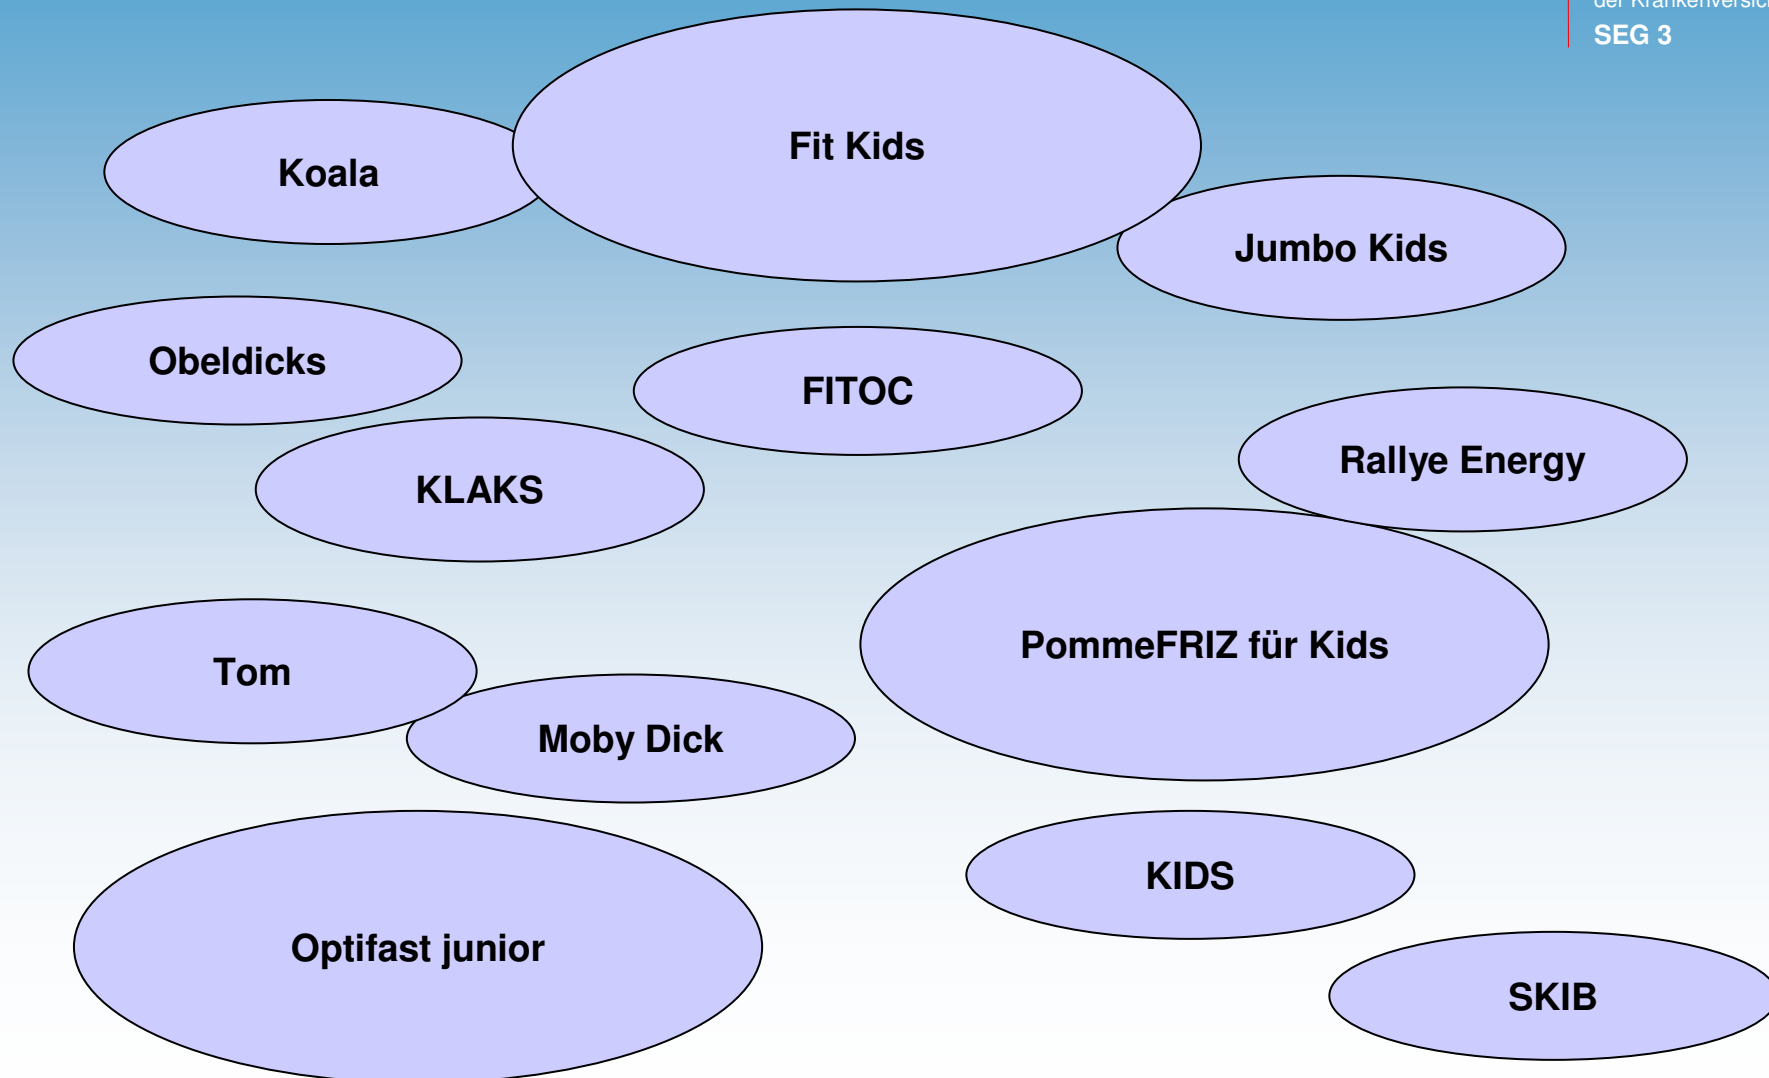 SEG 3
Fit Kids
Koala
Jumbo Kids
Obeldicks
FITOC
Rallye Energy
KLAKS
PommeFRIZ für Kids
Tom
Moby Dick
KIDS
Optifast junior
SKIB